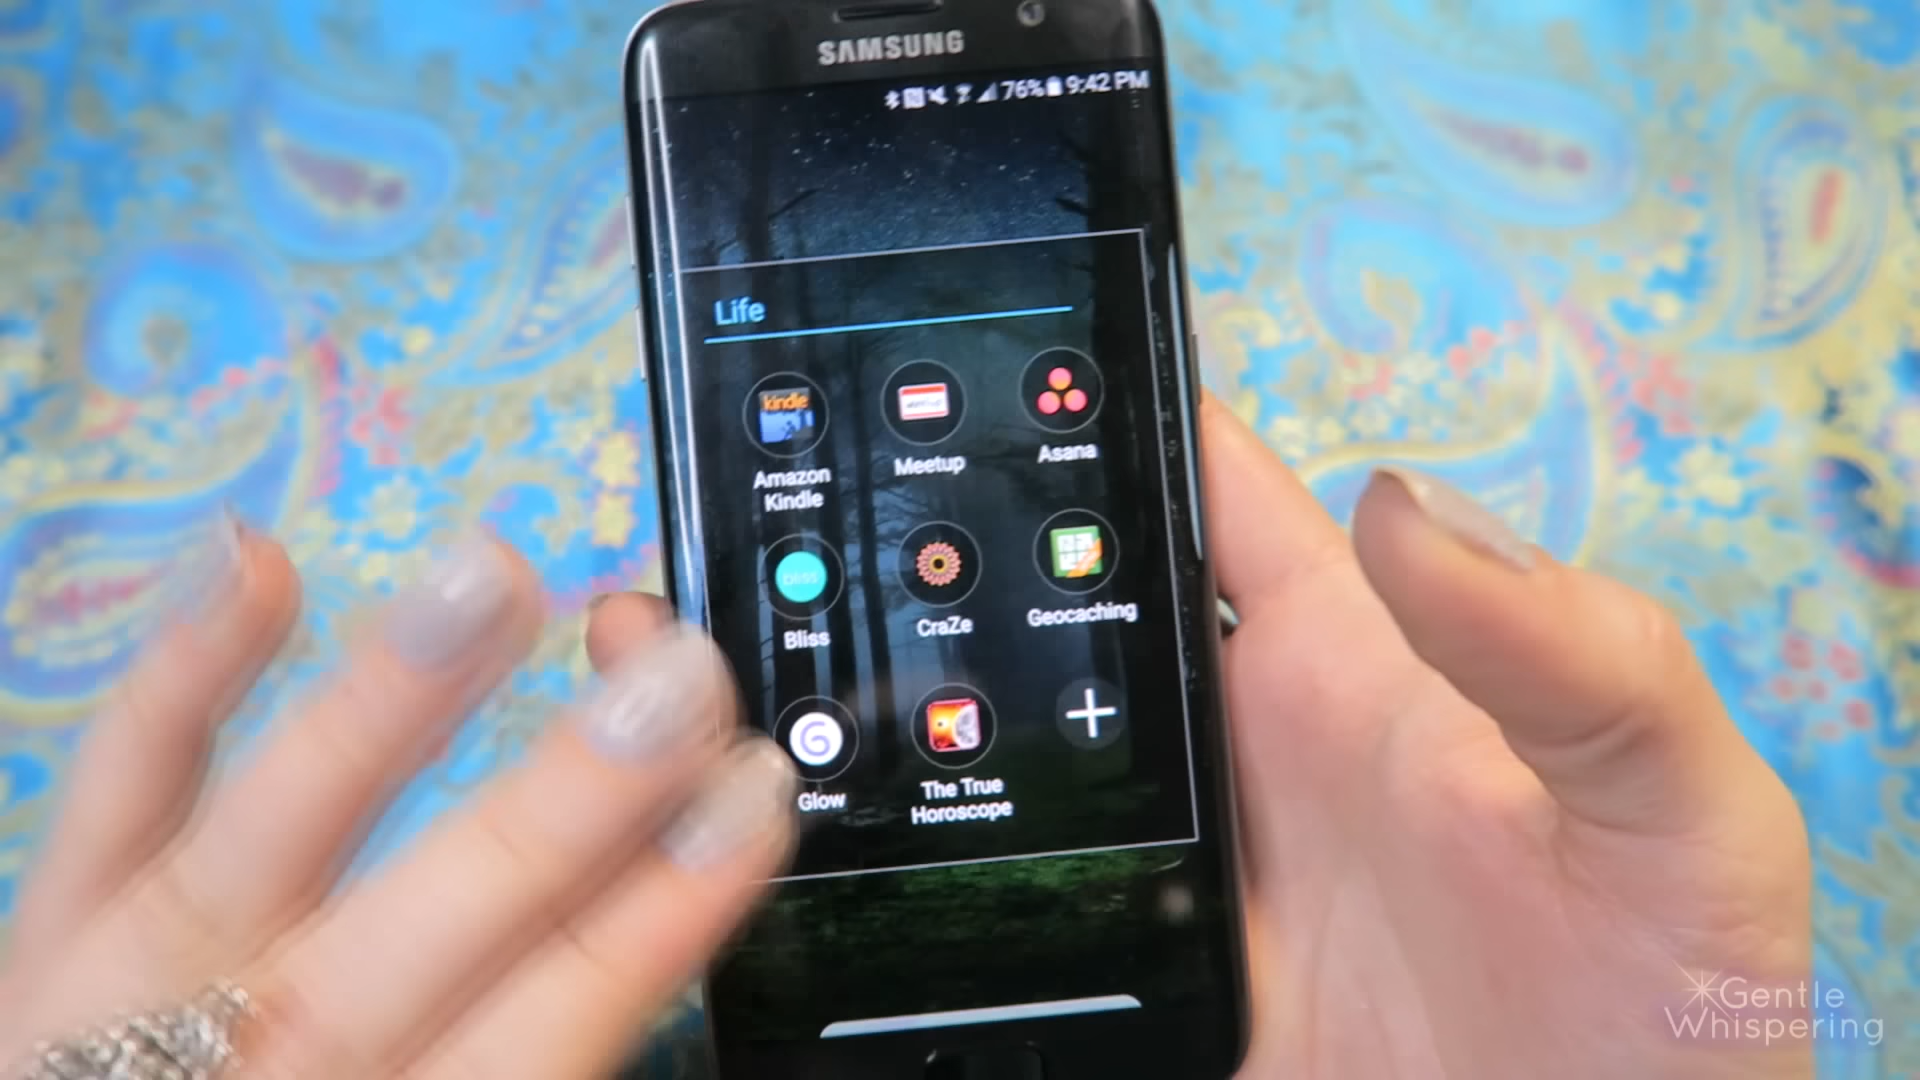 SAMSUNG
76% 9:42 PM
Life
kindle
Amazon
Kindle
Meetup
Asana
bliss
Bliss
CraZe
Geocaching
Glow
The True
Horoscope
Gentle
Whispering